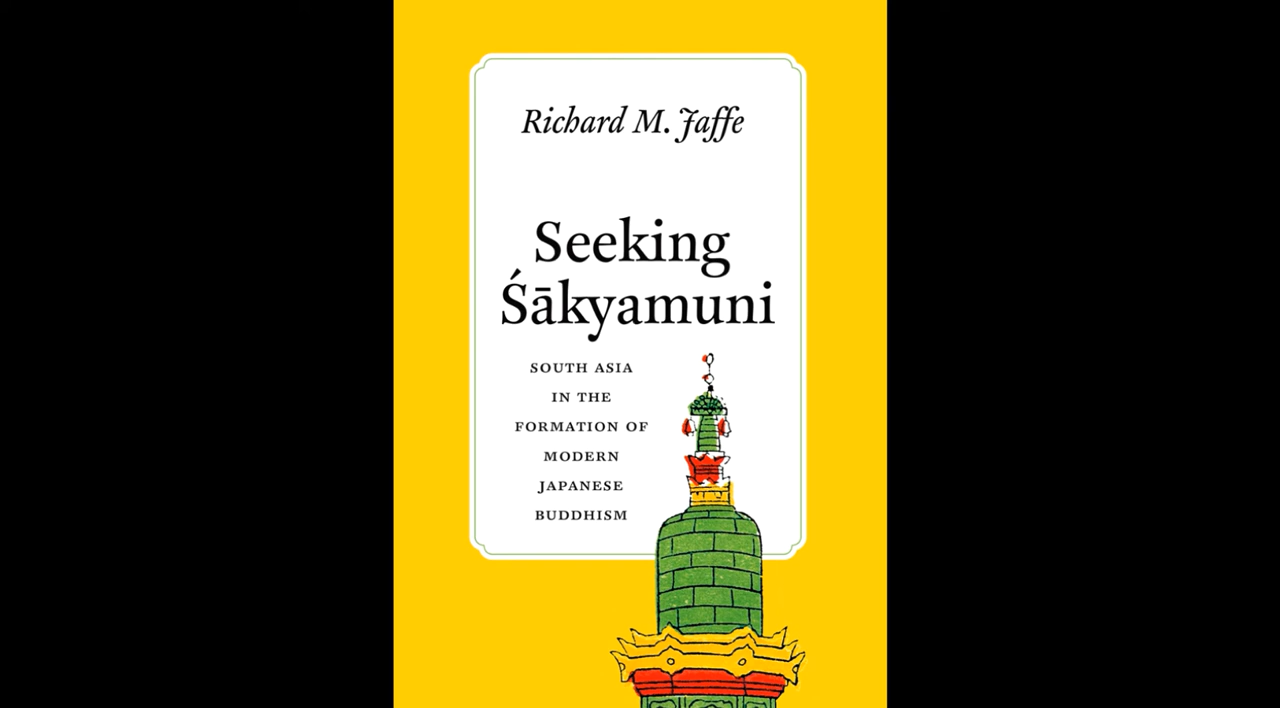 Richard M. Jaffe
Seeking
Śākyamuni
SOUTH ASIA
IN THE
FORMATION OF
MODERN
JAPANESE
BUDDHISM